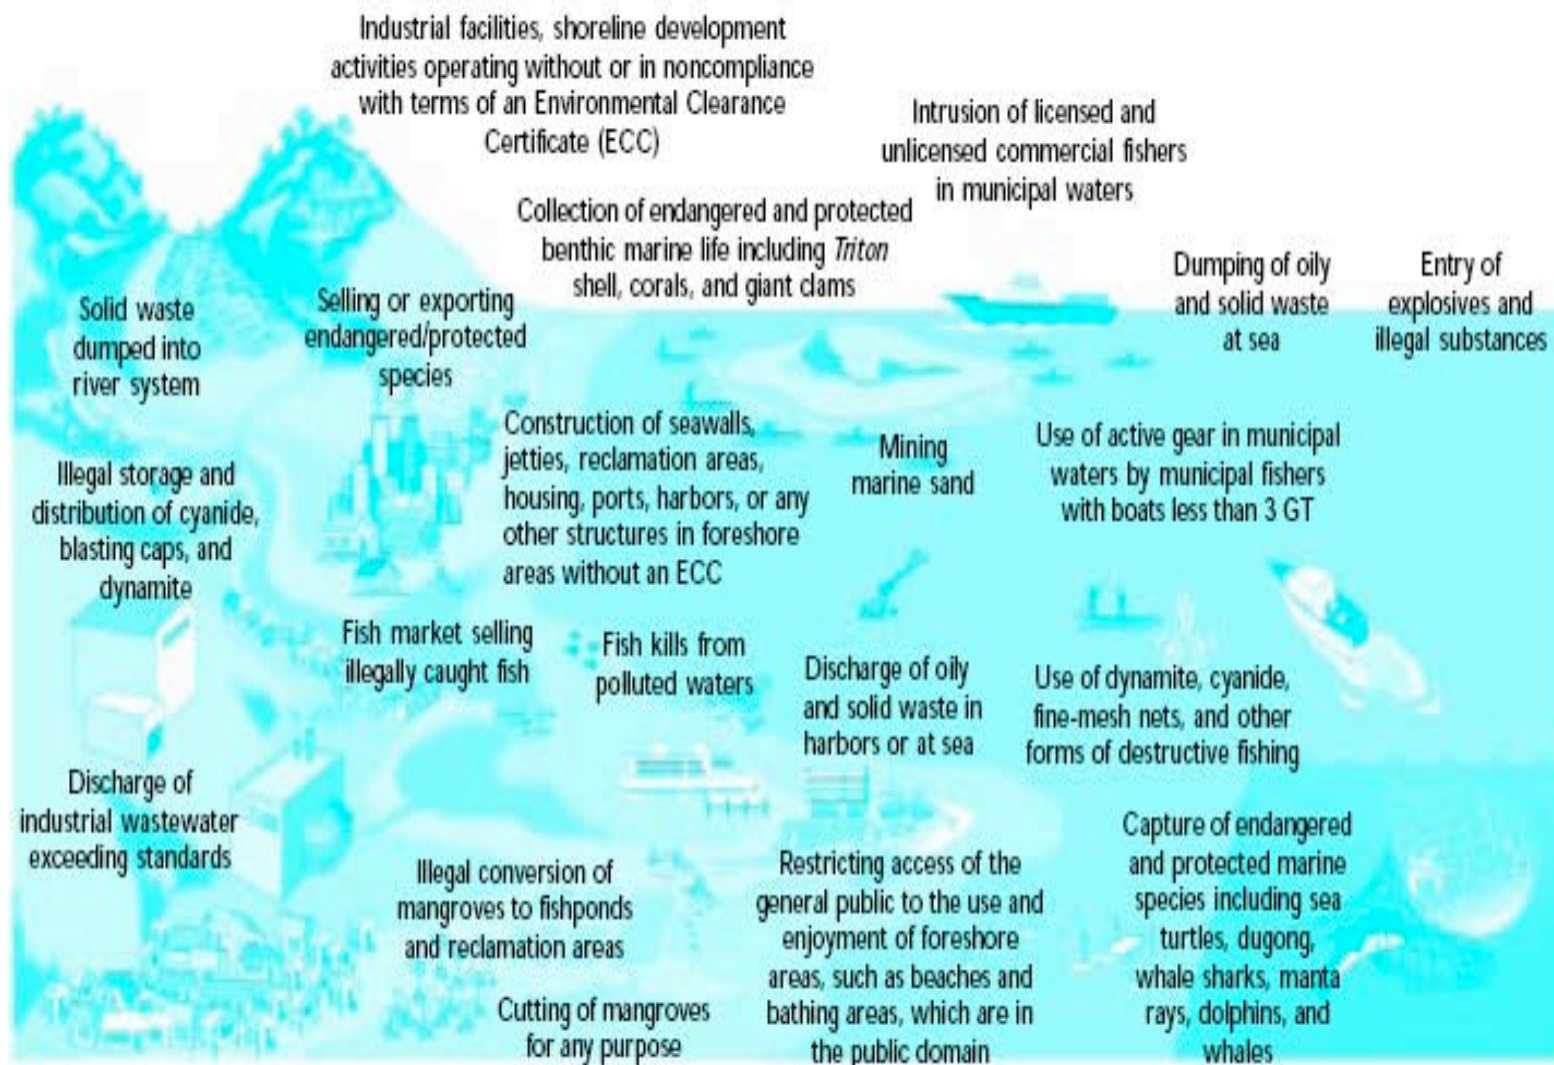 Industrial facilities, shoreline development
activities operating without or in noncompliance
with terms of an Environmental Clearance
Certificate (ECC)
Intrusion of licensed and
unlicensed commercial fishers
in municipal waters
Collection of endangered and protected
benthic marine life including Triton
shell, corals, and giant clams
Dumping of oily
and solid waste
at sea
Entry of
explosives and
illegal substances
Solid waste
dumped into
river system
Selling or exporting
endangered/protected
species
Construction of seawalls,
jetties, reclamation areas,
housing, ports, harbors, or any
other structures in foreshore
areas without an ECC
Mining
marine sand
Use of active gear in municipal
waters by municipal fishers
with boats less than 3 GT
Illegal storage and
distribution of cyanide,
blasting caps, and
dynamite
Fish market selling
illegally caught fish
Fish kills from
polluted waters
Discharge of oily
and solid waste in
harbors or at sea
Use of dynamite, cyanide,
fine-mesh nets, and other
forms of destructive fishing
Discharge of
industrial wastewater
exceeding standards
Illegal conversion of
mangroves to fishponds
and reclamation areas
Cutting of mangroves
for any purpose
Restricting access of the
general public to the use and
enjoyment of foreshore
areas, such as beaches and
bathing areas, which are in
the public domain
Capture of endangered
and protected marine
species including sea
turtles, dugong,
whale sharks, manta
rays, dolphins, and
whales